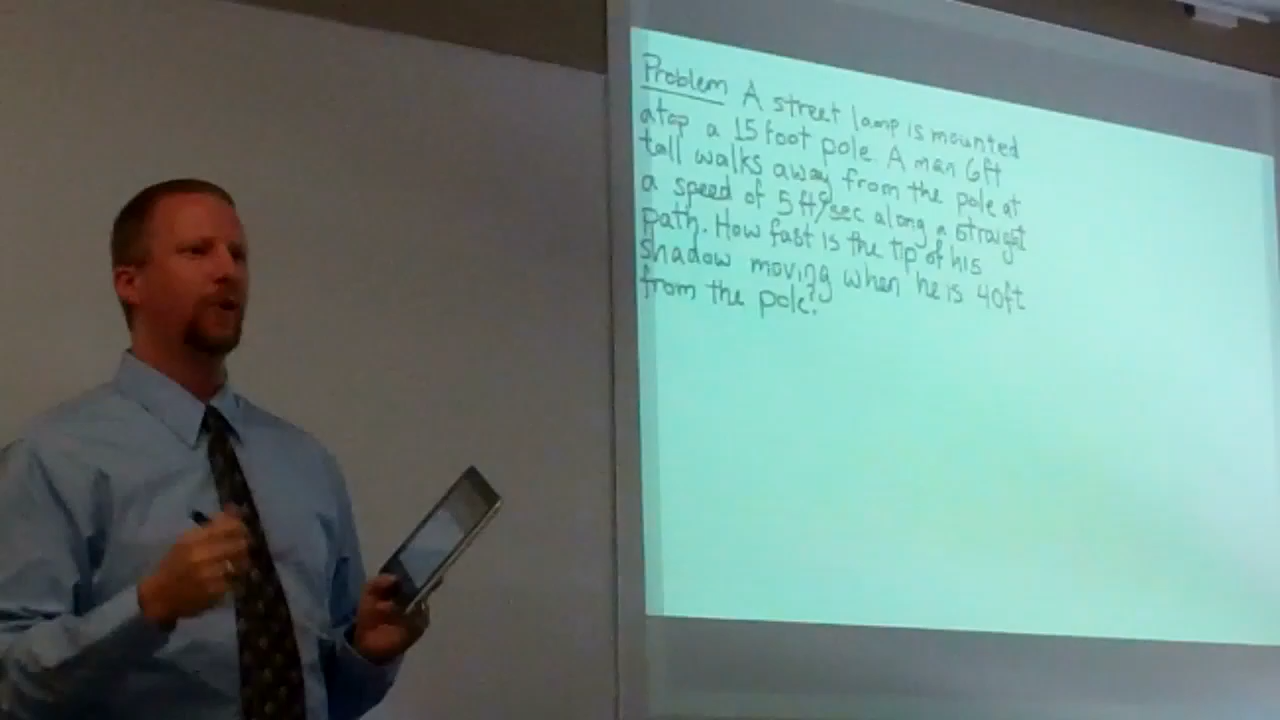 Problem A street lamp is mounted
atop a 15 foot pole. A man 6ft
tall walks away from the pole at
a speed of 5 ft/sec along a straight
path. How fast is the tip of his
shadow moving when he is 40ft
from the pole?